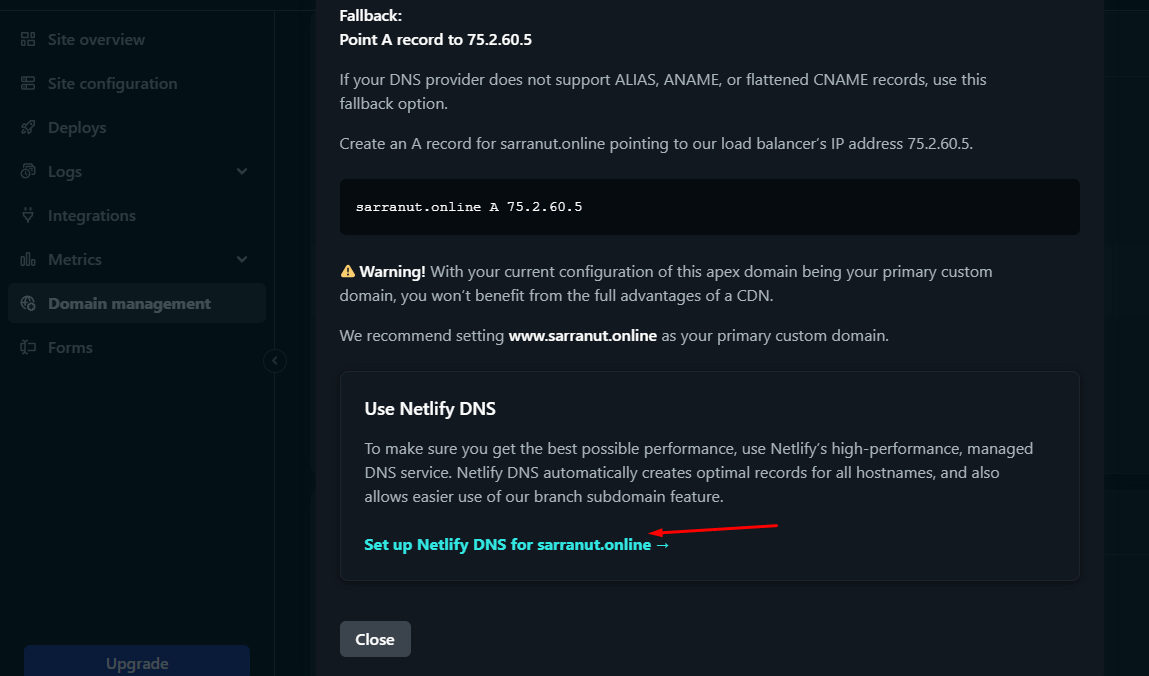 Site overview
Site configuration
Deploys
Logs
Integrations
Metrics
Domain management
Forms
Upgrade
Fallback:
Point A record to 75.2.60.5
If your DNS provider does not support ALIAS, ANAME, or flattened CNAME records, use this
fallback option.
Create an A record for sarranut.online pointing to our load balancer’s IP address 75.2.60.5.
sarranut.online A 75.2.60.5
⚠ Warning! With your current configuration of this apex domain being your primary custom
domain, you won’t benefit from the full advantages of a CDN.
We recommend setting www.sarranut.online as your primary custom domain.
Use Netlify DNS
To make sure you get the best possible performance, use Netlify’s high-performance, managed
DNS service. Netlify DNS automatically creates optimal records for all hostnames, and also
allows easier use of our branch subdomain feature.
Set up Netlify DNS for sarranut.online →
Close